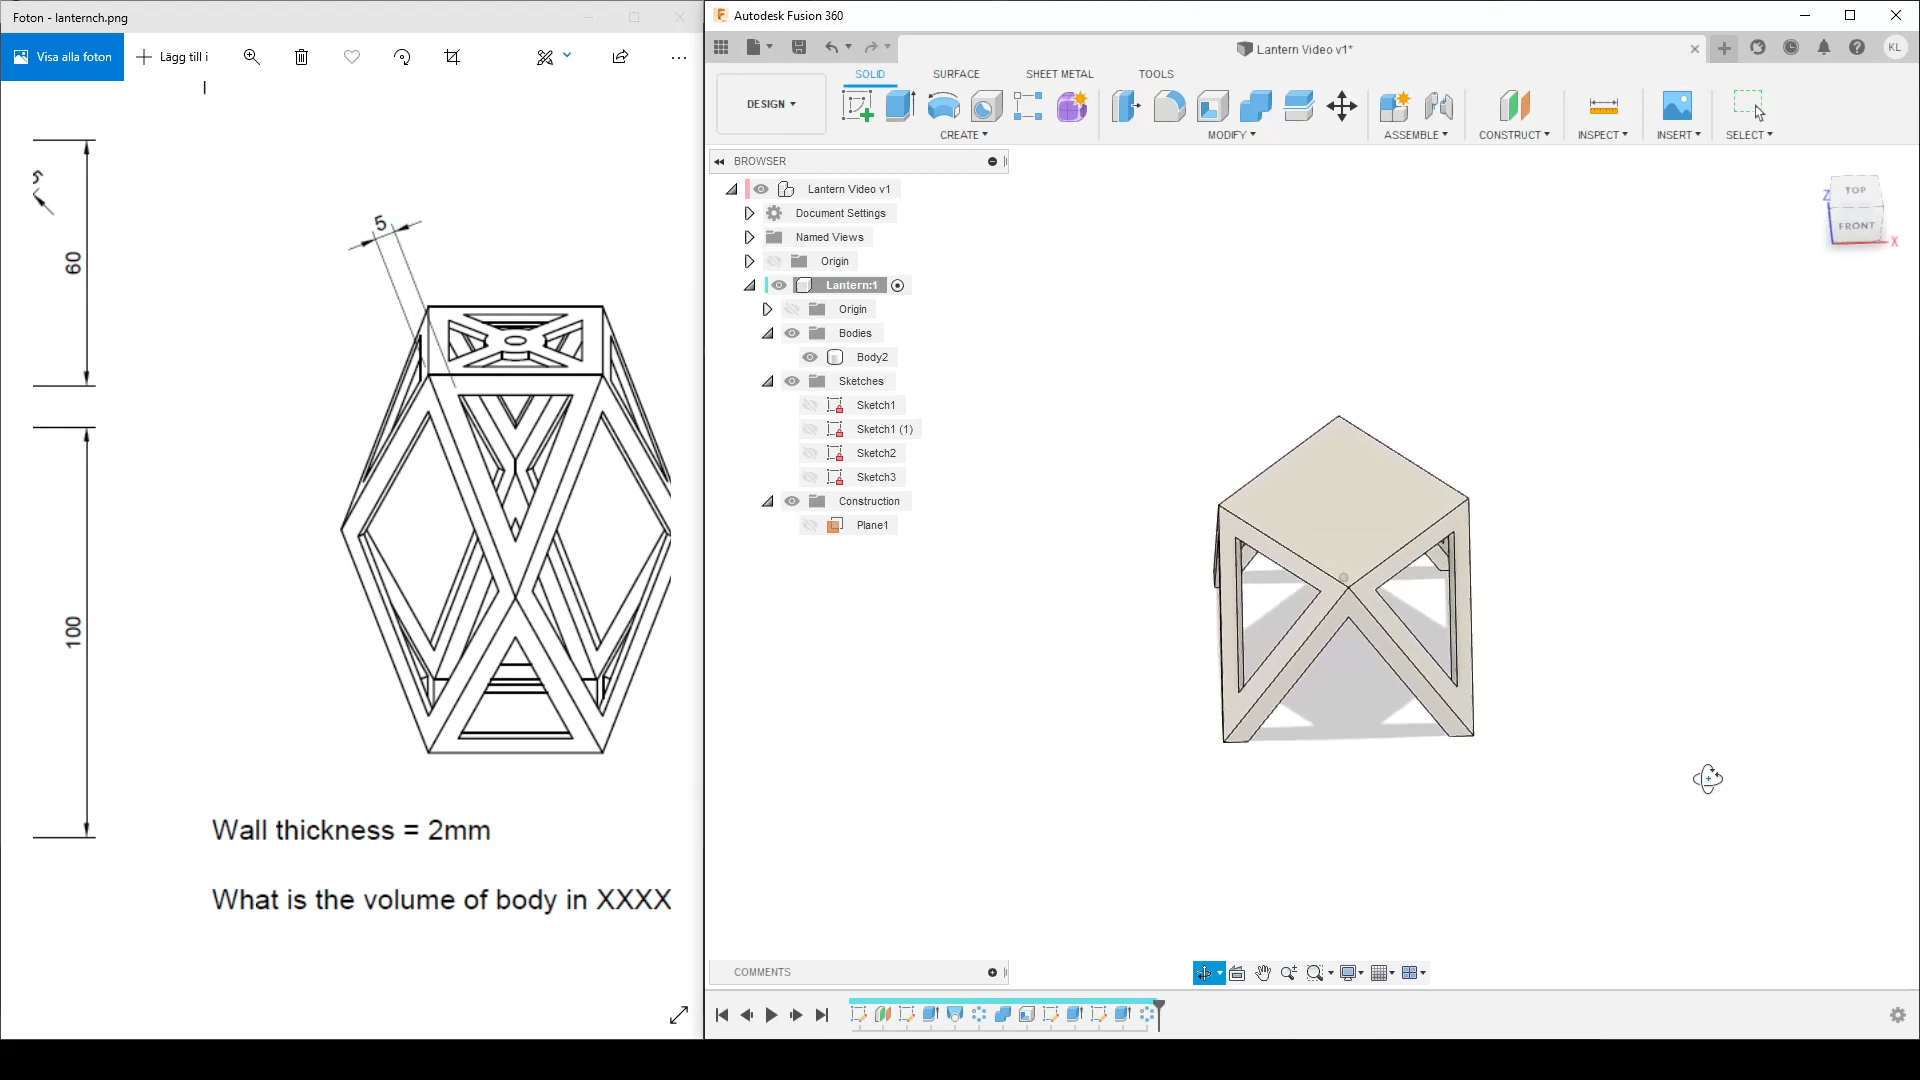 Foton - lanternch.png
Visa alla foton
Lägg till i
60
100
5
5
Wall thickness = 2mm
What is the volume of body in XXXX
Autodesk Fusion 360
Lantern Video v1*
KL
DESIGN
SOLID
SURFACE
SHEET METAL
TOOLS
CREATE
MODIFY
ASSEMBLE
CONSTRUCT
INSPECT
INSERT
SELECT
BROWSER
Lantern Video v1
Document Settings
Named Views
Origin
Lantern:1
Origin
Bodies
Body2
Sketches
Sketch1
Sketch1 (1)
Sketch2
Sketch3
Construction
Plane1
TOP
FRONT
Z
X
COMMENTS